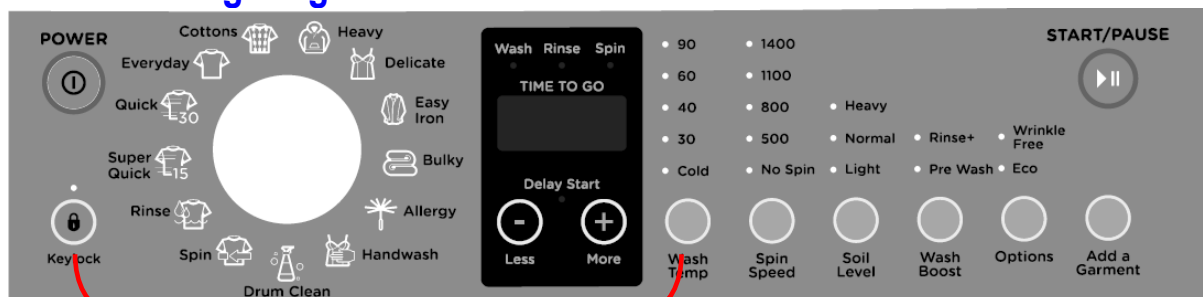 POWER
Cottons
Heavy
Everyday
Delicate
Quick
30
Easy
Iron
Super
Quick
15
Bulky
Rinse
Allergy
Spin
Handwash
Drum Clean
Keylock
Wash Rinse Spin
TIME TO GO
Delay Start
-
+
Less
More
90
60
40
30
Cold
Wash
Temp
1400
1100
800
500
No Spin
Spin
Speed
Heavy
Normal
Light
Soil
Level
Rinse+
Pre Wash
Wash
Boost
Wrinkle
Free
Eco
Options
START/PAUSE
Add a
Garment